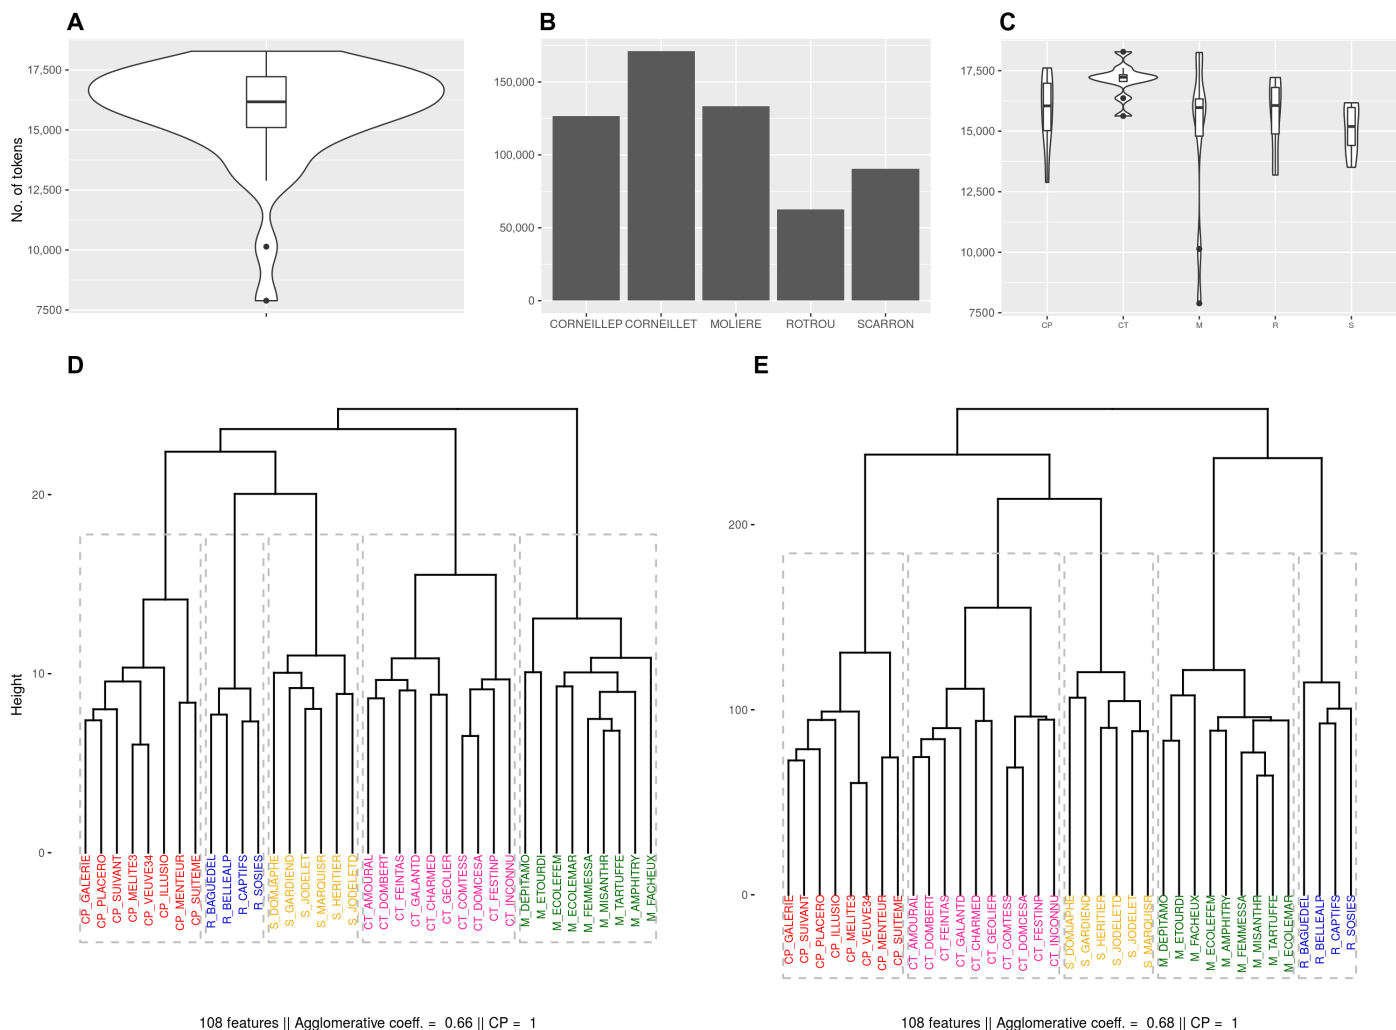 A
No. of tokens
17,500
15,000
12,500
10,000
7500
B
150,000
100,000
50,000
0
CORNEILLEP CORNEILLET MOLIERE ROTROU SCARRON
C
17,500
15,000
12,500
10,000
7500
CP CT M R S
D
Height
20
10
0
CP_GALERIE
CP_PLACERO
CP_SUIVANT
CP_MELITE3
CP_VEUVE34
CP_ILLUSIO
CP_MENTEUR
CP_SUITEME
R_BAGUEDEL
R_BELLEALP
R_CAPTIFS
R_SOSIES
S_DOMJAPHE
S_GARDIEND
S_JODELET
S_MARQUISR
S_HERITIER
S_JODELETD
CT_AMOURAL
CT_DOMBERT
CT_FEINTAS
CT_GALANTD
CT_CHARMED
CT_GEOLIER
CT_COMTESS
CT_DOMCESA
CT_FESTINP
CT_INCONNU
M_DEPITAMO
M_ETOURDI
M_ECOLEFEM
M_ECOLEMAR
M_FEMMESSA
M_MISANTHR
M_TARTUFFE
M_AMPHITRY
M_FACHEUX
108 features || Agglomerative coeff. = 0.66 || CP = 1
E
200
100
0
CP_GALERIE
CP_SUIVANT
CP_PLACERO
CP_ILLUSIO
CP_MELITE3
CP_VEUVE34
CP_MENTEUR
CP_SUITEME
CT_AMOURAL
CT_DOMBERT
CT_FEINTAS
CT_GALANTD
CT_CHARMED
CT_GEOLIER
CT_COMTESS
CT_DOMCESA
CT_FESTINP
CT_INCONNU
S_DOMJAPHE
S_GARDIEND
S_HERITIER
S_JODELETD
S_JODELET
S_MARQUISR
M_DEPITAMO
M_ETOURDI
M_FACHEUX
M_ECOLEFEM
M_AMPHITRY
M_FEMMESSA
M_MISANTHR
M_TARTUFFE
M_ECOLEMAR
R_BAGUEDEL
R_BELLEALP
R_CAPTIFS
R_SOSIES
108 features || Agglomerative coeff. = 0.68 || CP = 1